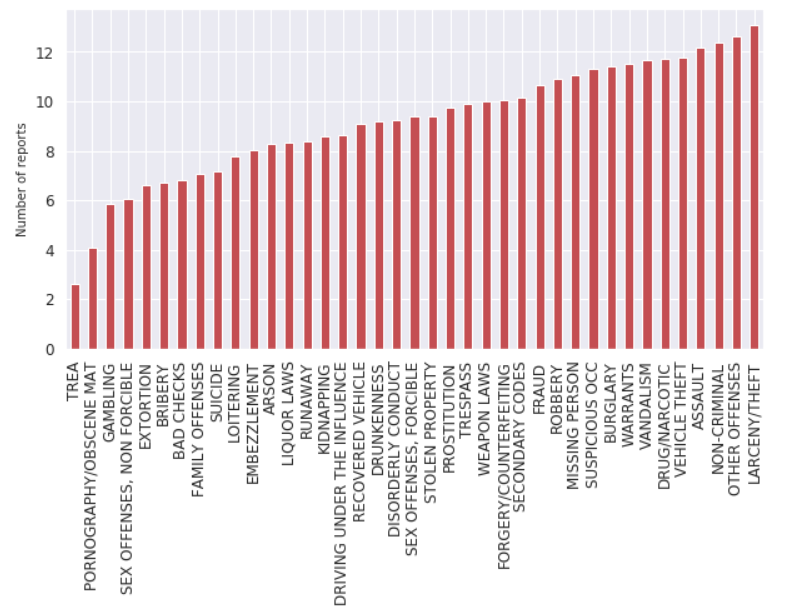 Number of reports
12
10
8
6
4
2
0
TREA
PORNOGRAPHY/OBSCENE MAT
GAMBLING
SEX OFFENSES, NON FORCIBLE
EXTORTION
BRIBERY
BAD CHECKS
FAMILY OFFENSES
SUICIDE
LOITERING
EMBEZZLEMENT
ARSON
LIQUOR LAWS
RUNAWAY
KIDNAPPING
DRIVING UNDER THE INFLUENCE
RECOVERED VEHICLE
DRUNKENNESS
DISORDERLY CONDUCT
SEX OFFENSES, FORCIBLE
STOLEN PROPERTY
PROSTITUTION
TRESPASS
WEAPON LAWS
FORGERY/COUNTERFEITING
SECONDARY CODES
FRAUD
ROBBERY
MISSING PERSON
SUSPICIOUS OCC
BURGLARY
WARRANTS
VANDALISM
DRUG/NARCOTIC
VEHICLE THEFT
ASSAULT
NON-CRIMINAL
OTHER OFFENSES
LARCENY/THEFT